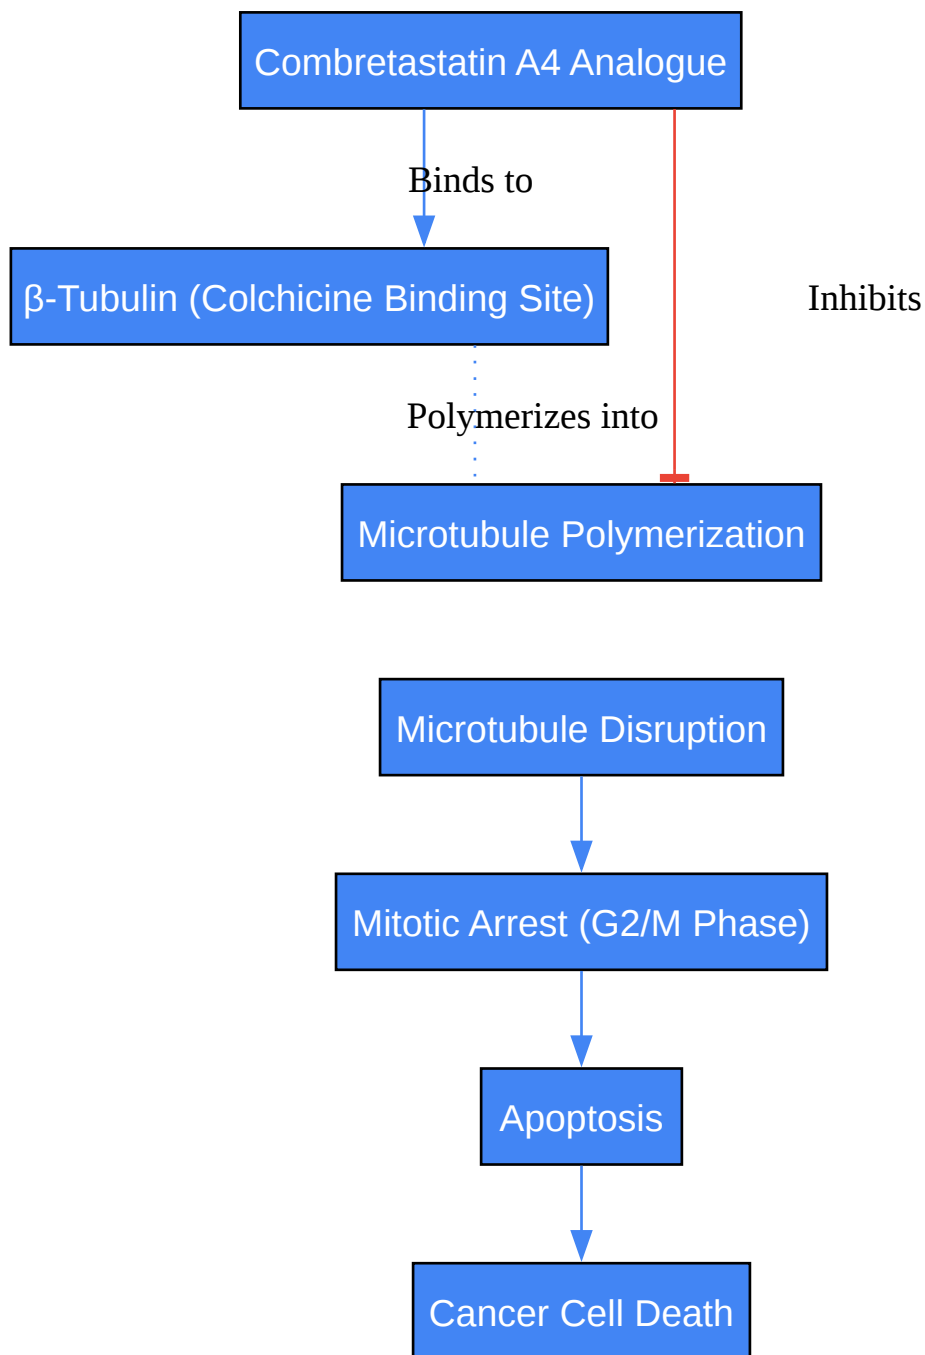 Combretastatin A4 Analogue
Binds to
β-Tubulin (Colchicine Binding Site)
Inhibits
Polymerizes into
Microtubule Polymerization
Microtubule Disruption
Mitotic Arrest (G2/M Phase)
Apoptosis
Cancer Cell Death